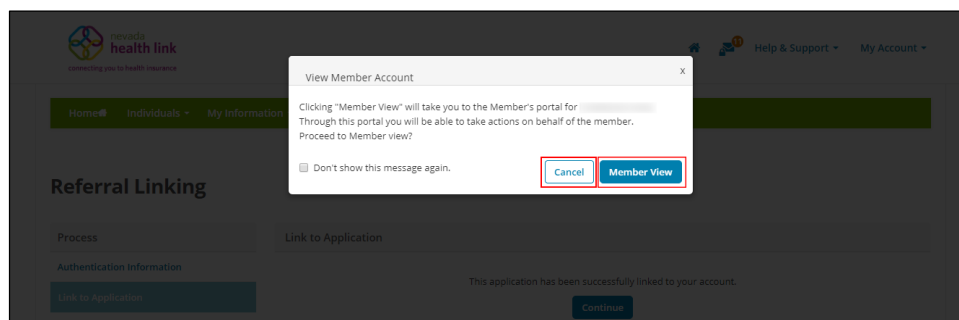 nevada
health link
connecting you to health insurance
11
Help & Support
My Account
View Member Account
x
Clicking "Member View" will take you to the Member's portal for
Through this portal you will be able to take actions on behalf of the member.
Proceed to Member view?
Don't show this message again.
Cancel
Member View
Home
Individuals
My Information
Referral Linking
Process
Link to Application
Authentication Information
Link to Application
This application has been successfully linked to your account.
Continue